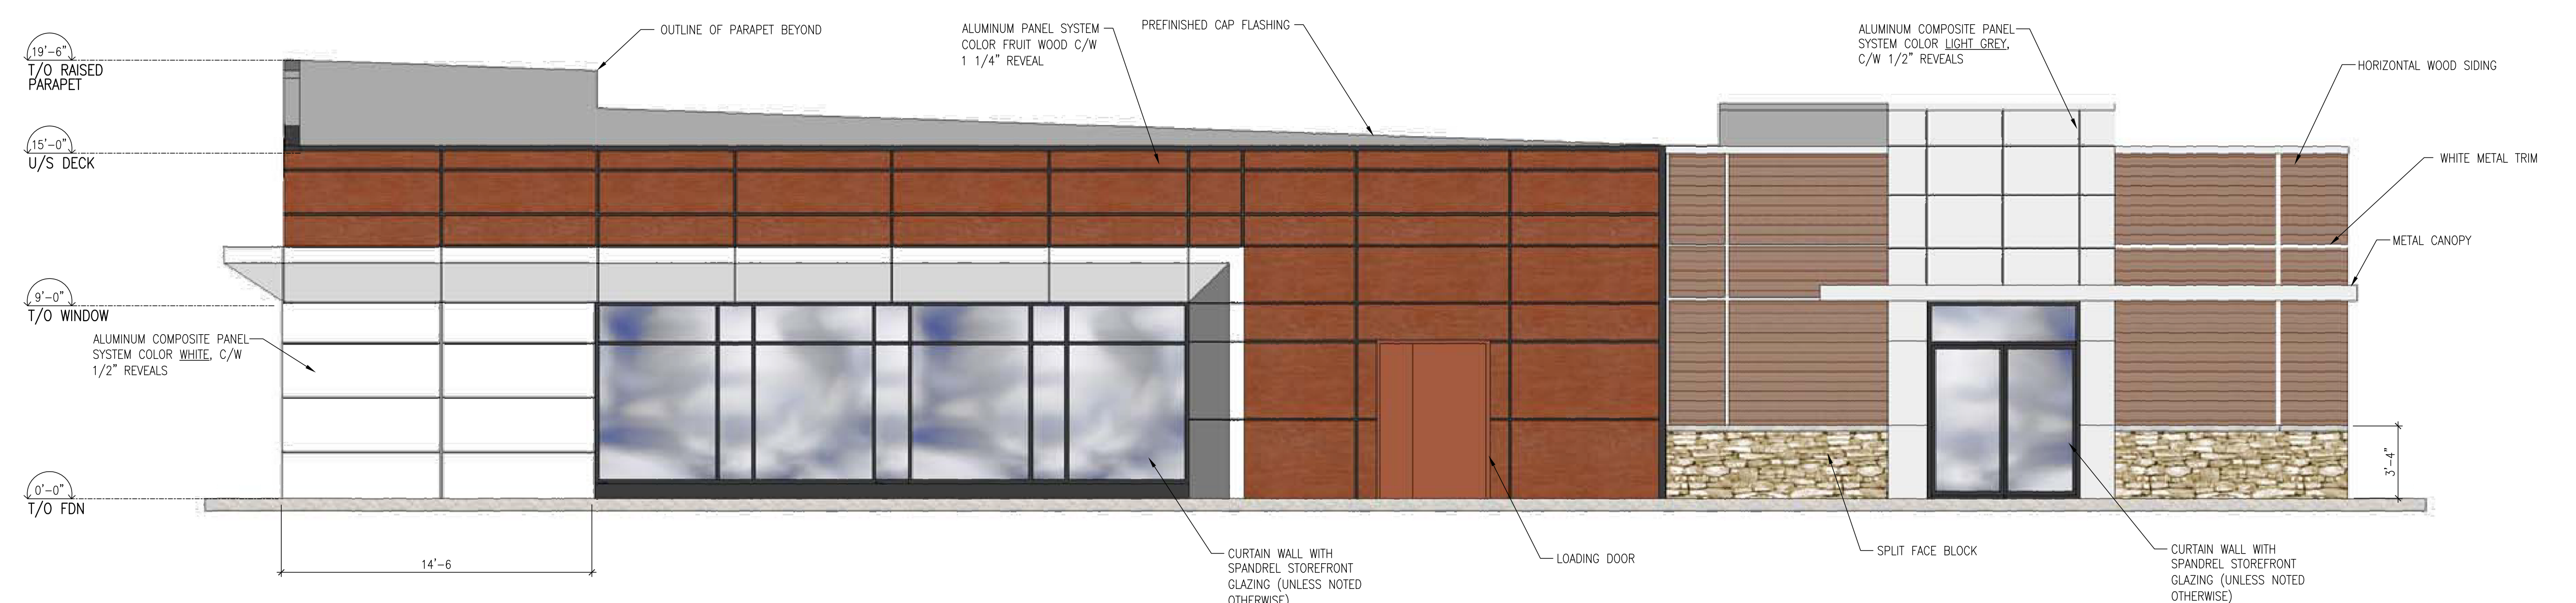 OUTLINE OF PARAPET BEYOND
ALUMINUM PANEL SYSTEM
COLOR FRUIT WOOD C/W
1 1/4" REVEAL
PREFINISHED CAP FLASHING
ALUMINUM COMPOSITE PANEL
SYSTEM COLOR LIGHT GREY,
C/W 1/2" REVEALS
HORIZONTAL WOOD SIDING
WHITE METAL TRIM
METAL CANOPY
19'-6"
T/O RAISED
PARAPET
15'-0"
U/S DECK
9'-0"
T/O WINDOW
ALUMINUM COMPOSITE PANEL
SYSTEM COLOR WHITE, C/W
1/2" REVEALS
0'-0"
T/O FDN
14'-6
3'-4"
CURTAIN WALL WITH
SPANDREL STOREFRONT
GLAZING (UNLESS NOTED
OTHERWISE)
LOADING DOOR
SPLIT FACE BLOCK
CURTAIN WALL WITH
SPANDREL STOREFRONT
GLAZING (UNLESS NOTED
OTHERWISE)